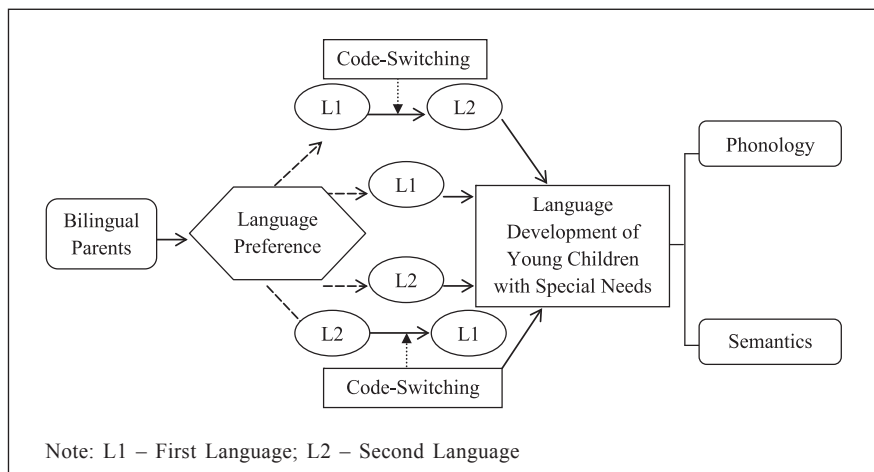 Code-Switching
L1
L2
Phonology
L1
Bilingual
Parents
Language
Preference
Language
Development of
Young Children
with Special Needs
L2
L2
L1
Semantics
Code-Switching
Note: L1 – First Language; L2 – Second Language